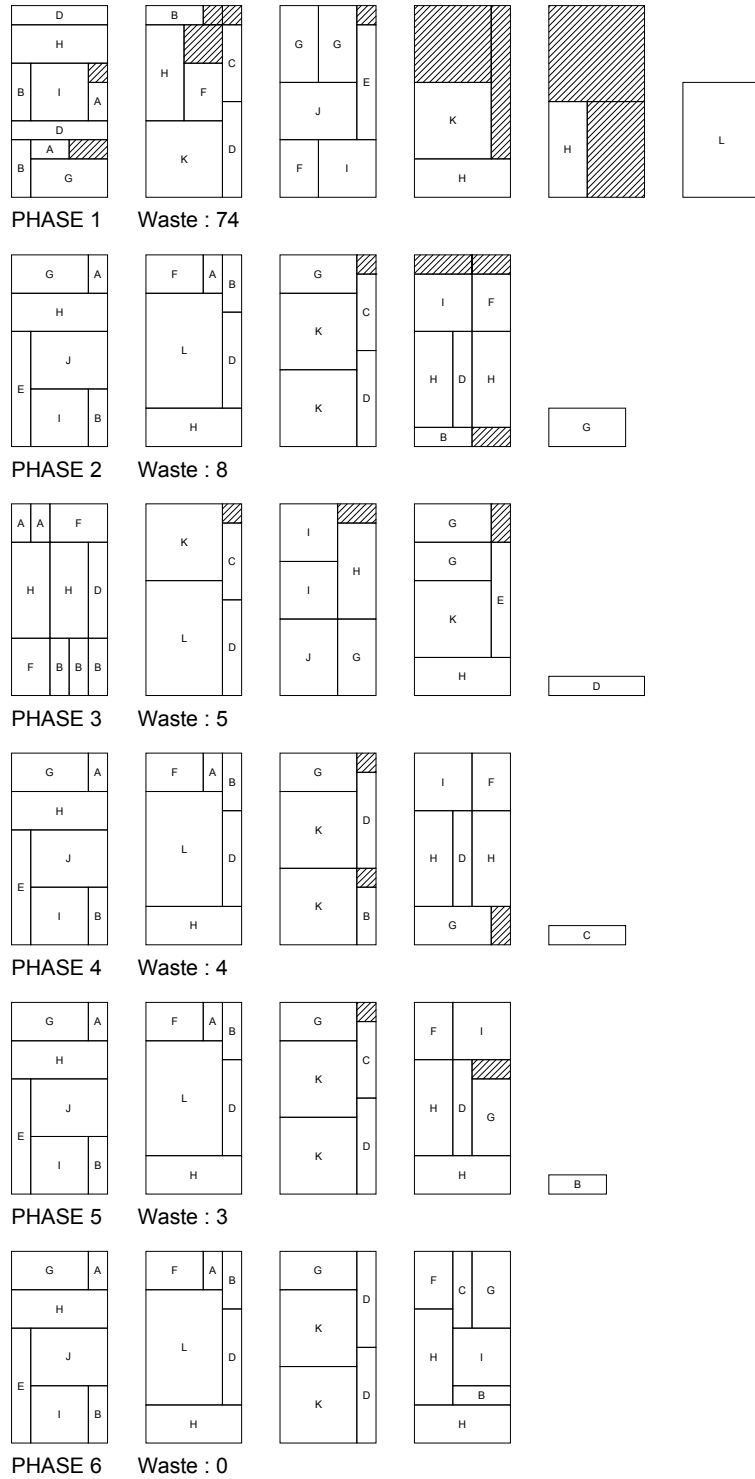 D
B
H
G G
C
H
E
B I
F
A
K
J
L
D
H
A
K
D
F I
B
G
H
PHASE 1 Waste : 74
G A
F A
B
G
H
C
I F
L
K
J
D
E
H D H
K
D
I B
H
B
G
PHASE 2 Waste : 8
A A F
K
I
G
C
H
H H D
I
G
E
L
K
D
F B B B
J G
H
D
PHASE 3 Waste : 5
G A
F A
B
G
I F
H
D
L
K
J
D
H D H
E
K
I B
B
H
G
C
PHASE 4 Waste : 4
G A
F A
B
G
F I
H
C
L
K
J
D
H D
G
E
K
D
I B
H
H
B
PHASE 5 Waste : 3
G A
F A
B
G
F
C G
H
D
L
K
J
D
H
I
E
K
D
I B
B
H
H
PHASE 6 Waste : 0